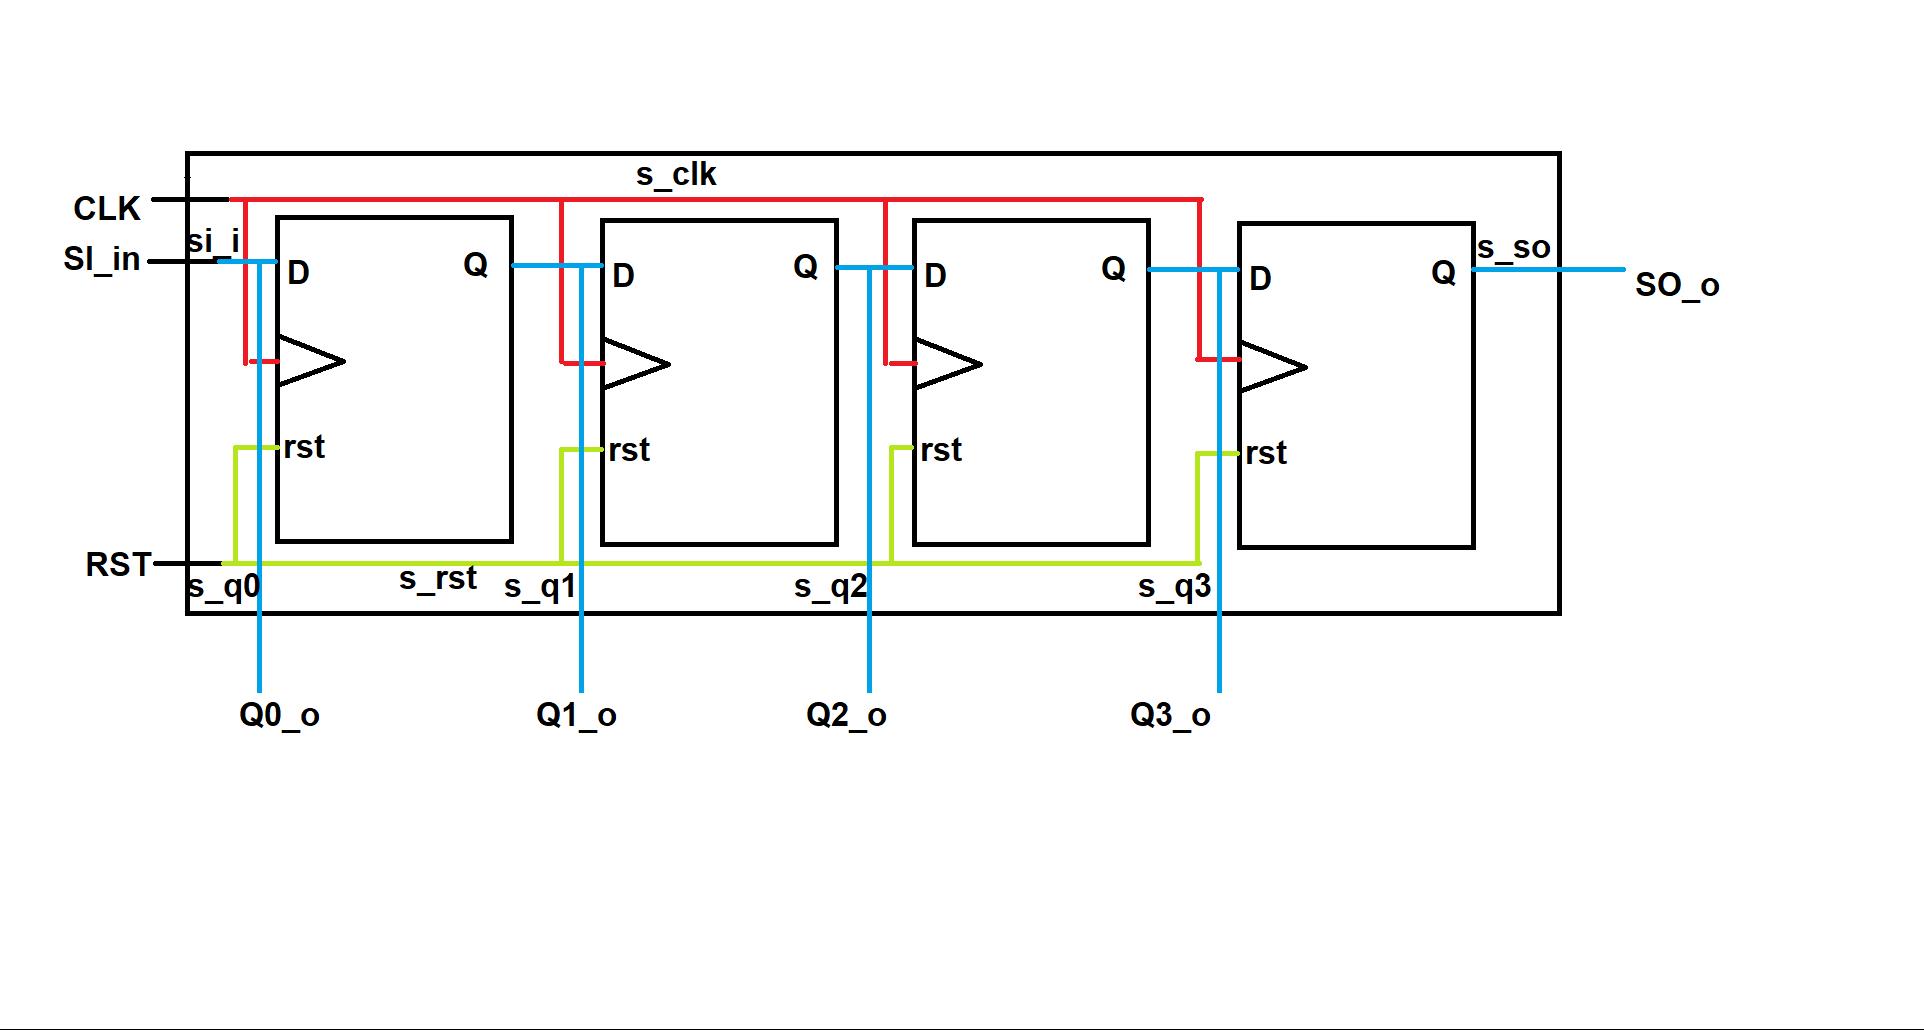 s_clk
CLK
si_i
SI_in
D
Q
D
Q
D
Q
D
Q
s_so
SO_o
rst
rst
rst
rst
RST
s_q0
s_rst
s_q1
s_q2
s_q3
Q0_o
Q1_o
Q2_o
Q3_o